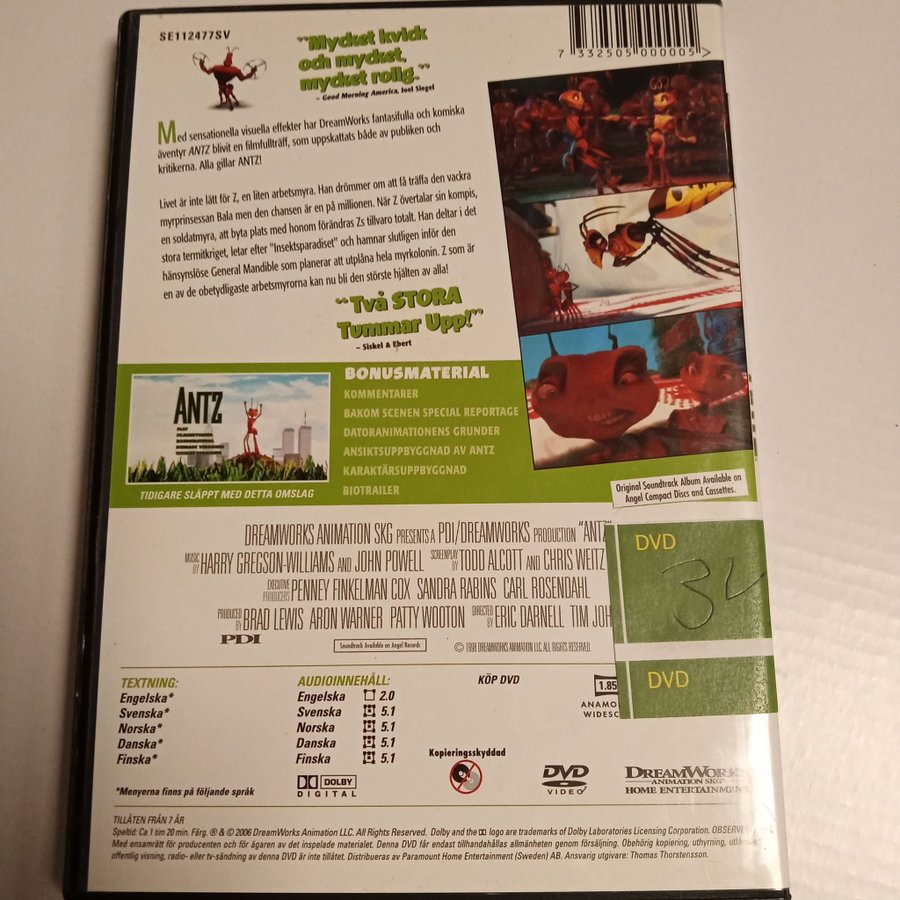 SE112477SV
7 332505 000005 >
"Mycket kvick
och mycket,
mycket rolig."
– Good Morning America, Joel Siegel
Med sensationella visuella effekter har DreamWorks fantasifulla och komiska
äventyr ANTZ blivit en filmfullträff, som uppskattats både av publiken och
kritikerna. Alla gillar ANTZ!
Livet är inte lätt för Z, en liten arbetsmyra. Han drömmer om att få träffa den vackra
myrprinsessan Bala men den chansen är en på millionen. När Z övertalar sin kompis,
en soldatmyra, att byta plats med honom förändras Zs tillvaro totalt. Han deltar i det
stora termitkriget, letar efter "Insektsparadiset" och hamnar slutligen inför den
hänsynslöse General Mandible som planerar att utplåna hela myrkolonin. Z som är
en av de obetydligaste arbetsmyrorna kan nu bli den störste hjälten av alla!
"Två STORA
Tummar Upp!"
– Siskel & Ebert
ANTZ
PLAY
TIDIGARE SLÄPPT MED DETTA OMSLAG
BONUSMATERIAL
KOMMENTARER
BAKOM SCENEN SPECIAL REPORTAGE
DATORANIMATIONENS GRUNDER
ANSIKTSUPPBYGGNAD AV ANTZ
KARAKTÄRSUPPBYGGNAD
BIOTRAILER
Original Soundtrack Album Available on
Angel Compact Discs and Cassettes.
DREAMWORKS ANIMATION SKG PRESENTS A PDI/DREAMWORKS PRODUCTION "ANTZ"
MUSIC BY HARRY GREGSON-WILLIAMS AND JOHN POWELL SCREENPLAY BY TODD ALCOTT AND CHRIS WEITZ
EXECUTIVE PRODUCERS PENNEY FINKELMAN COX SANDRA RABINS CARL ROSENDAHL
PRODUCED BY BRAD LEWIS ARON WARNER PATTY WOOTON DIRECTED BY ERIC DARNELL TIM JOH
PDI
Soundtrack Available on Angel Records
© 1998 DREAMWORKS ANIMATION LLC ALL RIGHTS RESERVED
DVD
DVD
TEXTNING:
Engelska*
Svenska*
Norska*
Danska*
Finska*
*Menyerna finns på följande språk
AUDIOINNEHÅLL:
Engelska 2.0
Svenska 5.1
Norska 5.1
Danska 5.1
Finska 5.1
DOLBY
DIGITAL
KÖP DVD
Kopieringsskyddad
1.85
ANAMO
WIDESC
DVD
VIDEO
DREAMWORKS
ANIMATION SKG
HOME ENTERTAINMENT
TILLÅTEN FRÅN 7 ÅR
Speltid: Ca 1 tim 20 min. Färg. ® & © 2006 DreamWorks Animation LLC. All Rights Reserved. Dolby and the logo are trademarks of Dolby Laboratories Licensing Corporation. OBSERVER
Med ensamrätt för producenten och för ägaren av det inspelade materialet. Denna DVD får endast tillhandahållas allmänheten genom försäljning. Obehörig kopiering, uthyrning, utlån
offentlig visning, radio- eller tv-sändning av denna DVD är inte tillåtet. Distribueras av Paramount Home Entertainment (Sweden) AB. Ansvarig utgivare: Thomas Thorstensson.